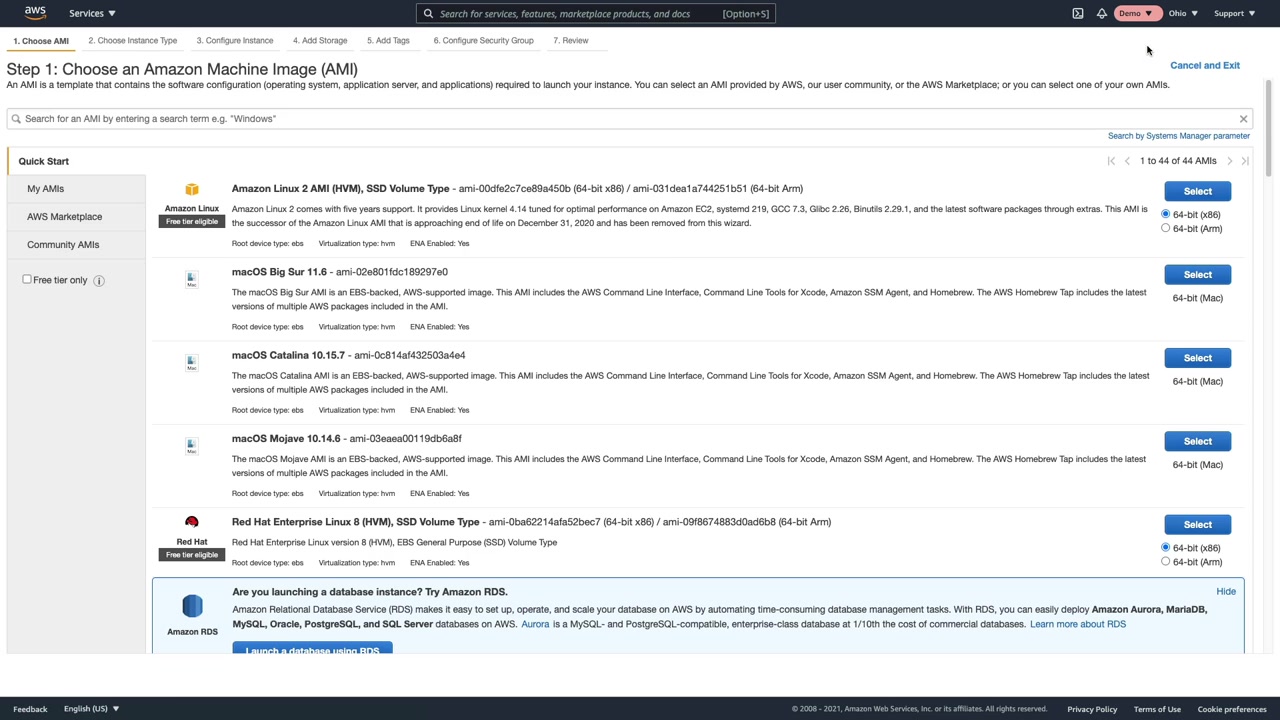 aws
Services
Search for services, features, marketplace products, and docs [Option+S]
Demo
Ohio
Support
1. Choose AMI
2. Choose Instance Type
3. Configure Instance
4. Add Storage
5. Add Tags
6. Configure Security Group
7. Review
Step 1: Choose an Amazon Machine Image (AMI)
Cancel and Exit
An AMI is a template that contains the software configuration (operating system, application server, and applications) required to launch your instance. You can select an AMI provided by AWS, our user community, or the AWS Marketplace; or you can select one of your own AMIs.
Search for an AMI by entering a search term e.g. "Windows"
Search by Systems Manager parameter
Quick Start
1 to 44 of 44 AMIs
My AMIs
AWS Marketplace
Community AMIs
Free tier only
Amazon Linux
Free tier eligible
Amazon Linux 2 AMI (HVM), SSD Volume Type - ami-00dfe2c7ce89a450b (64-bit x86) / ami-031dea1a744251b51 (64-bit Arm)
Amazon Linux 2 comes with five years support. It provides Linux kernel 4.14 tuned for optimal performance on Amazon EC2, systemd 219, GCC 7.3, Glibc 2.26, Binutils 2.29.1, and the latest software packages through extras. This AMI is
the successor of the Amazon Linux AMI that is approaching end of life on December 31, 2020 and has been removed from this wizard.
Root device type: ebs Virtualization type: hvm ENA Enabled: Yes
Select
64-bit (x86)
64-bit (Arm)
Mac
macOS Big Sur 11.6 - ami-02e801fdc189297e0
The macOS Big Sur AMI is an EBS-backed, AWS-supported image. This AMI includes the AWS Command Line Interface, Command Line Tools for Xcode, Amazon SSM Agent, and Homebrew. The AWS Homebrew Tap includes the latest
versions of multiple AWS packages included in the AMI.
Root device type: ebs Virtualization type: hvm ENA Enabled: Yes
Select
64-bit (Mac)
Mac
macOS Catalina 10.15.7 - ami-0c814af432503a4e4
The macOS Catalina AMI is an EBS-backed, AWS-supported image. This AMI includes the AWS Command Line Interface, Command Line Tools for Xcode, Amazon SSM Agent, and Homebrew. The AWS Homebrew Tap includes the latest
versions of multiple AWS packages included in the AMI.
Root device type: ebs Virtualization type: hvm ENA Enabled: Yes
Select
64-bit (Mac)
Mac
macOS Mojave 10.14.6 - ami-03eaea00119db6a8f
The macOS Mojave AMI is an EBS-backed, AWS-supported image. This AMI includes the AWS Command Line Interface, Command Line Tools for Xcode, Amazon SSM Agent, and Homebrew. The AWS Homebrew Tap includes the latest
versions of multiple AWS packages included in the AMI.
Root device type: ebs Virtualization type: hvm ENA Enabled: Yes
Select
64-bit (Mac)
Red Hat
Free tier eligible
Red Hat Enterprise Linux 8 (HVM), SSD Volume Type - ami-0ba62214afa52bec7 (64-bit x86) / ami-09f8674883d0ad6b8 (64-bit Arm)
Red Hat Enterprise Linux version 8 (HVM), EBS General Purpose (SSD) Volume Type
Root device type: ebs Virtualization type: hvm ENA Enabled: Yes
Select
64-bit (x86)
64-bit (Arm)
Amazon RDS
Are you launching a database instance? Try Amazon RDS.
Hide
Amazon Relational Database Service (RDS) makes it easy to set up, operate, and scale your database on AWS by automating time-consuming database management tasks. With RDS, you can easily deploy Amazon Aurora, MariaDB,
MySQL, Oracle, PostgreSQL, and SQL Server databases on AWS. Aurora is a MySQL- and PostgreSQL-compatible, enterprise-class database at 1/10th the cost of commercial databases. Learn more about RDS
Launch a database using RDS
Feedback
English (US)
© 2008 - 2021, Amazon Web Services, Inc. or its affiliates. All rights reserved.
Privacy Policy
Terms of Use
Cookie preferences